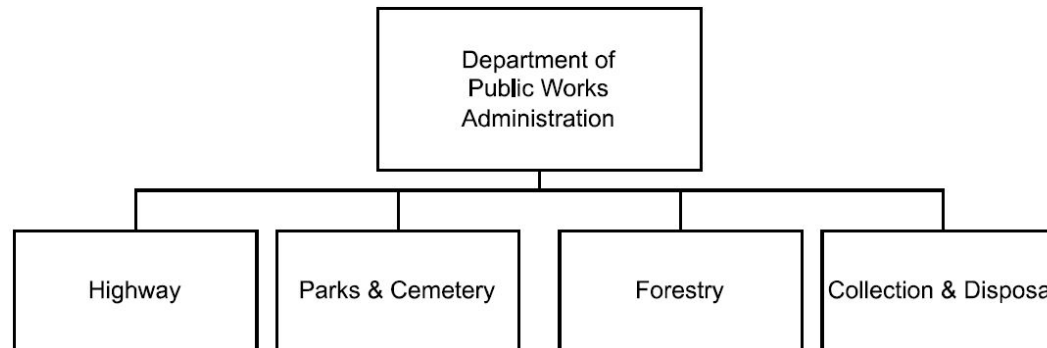 Department of
Public Works
Administration
Highway
Parks & Cemetery
Forestry
Collection & Disposa